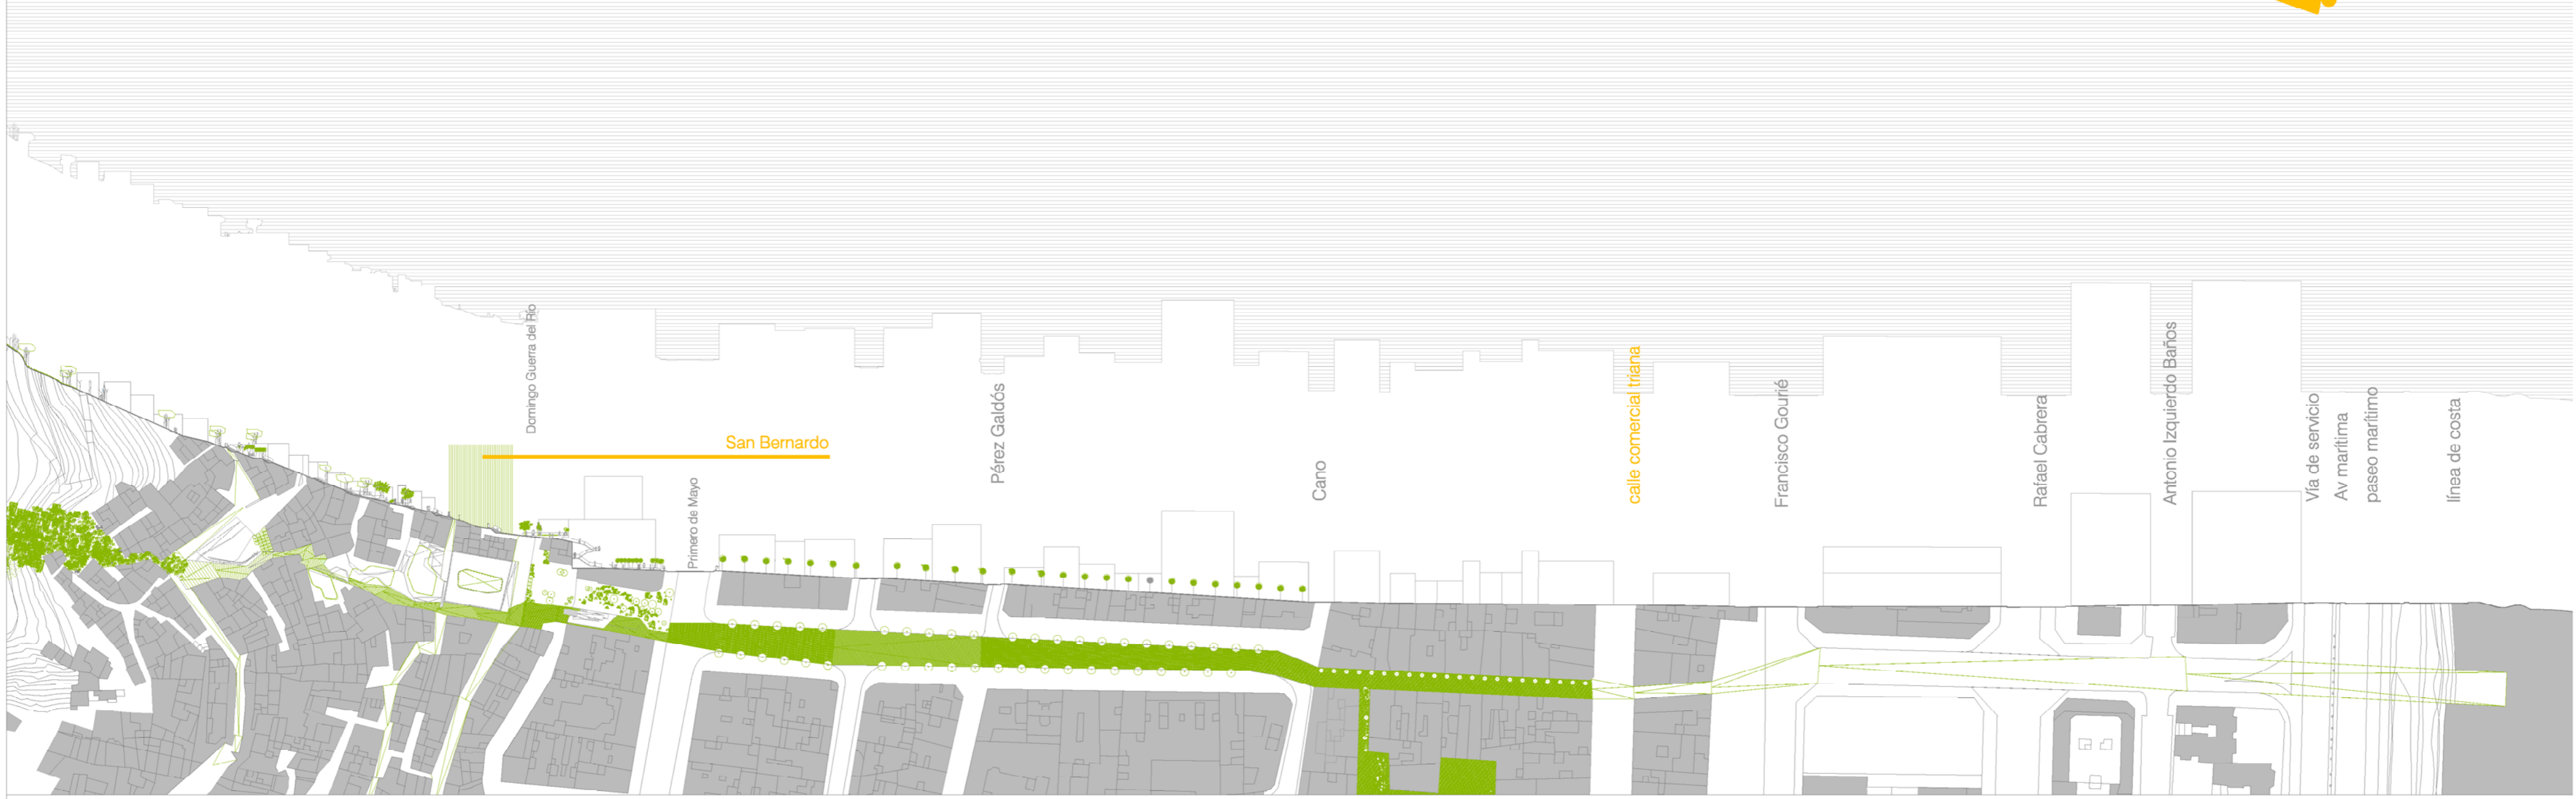 Domingo Guerra del Río
San Bernardo
Primero de Mayo
Pérez Galdós
Cano
calle comercial triana
Francisco Gourié
Rafael Cabrera
Antonio Izquierdo Baños
Vía de servicio
Av marítima
paseo marítimo
línea de costa